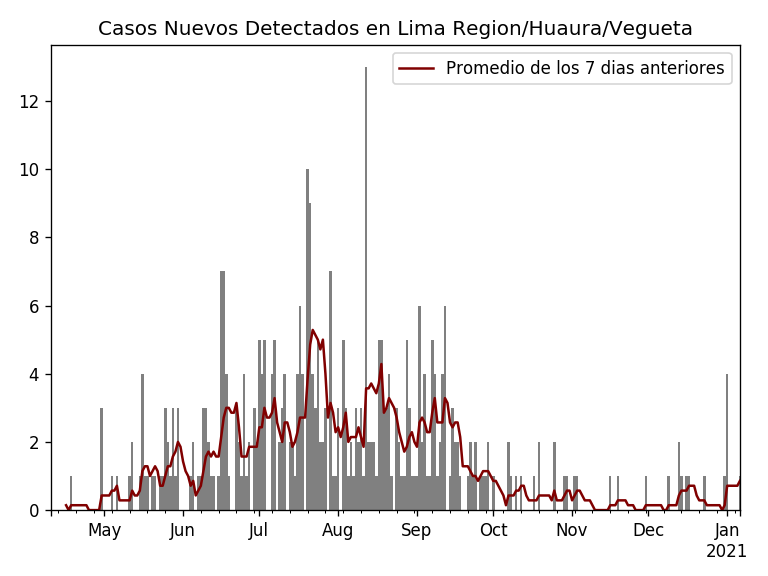 Casos Nuevos Detectados en Lima Region/Huaura/Vegueta
Promedio de los 7 dias anteriores
12
10
8
6
4
2
0
May Jun Jul Aug Sep Oct Nov Dec Jan
2021